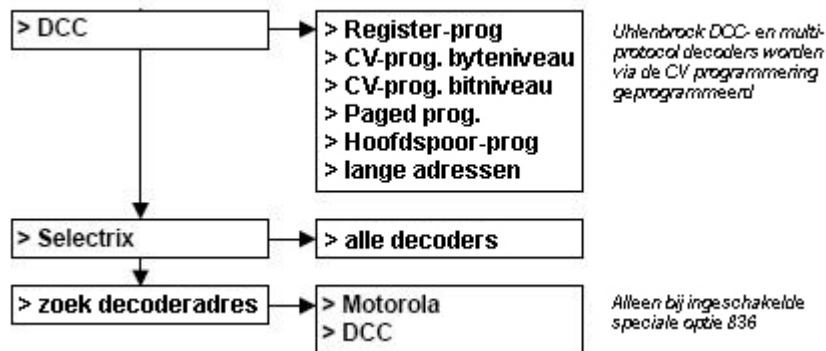 > DCC
> Register-prog
> CV-prog. byteniveau
> CV-prog. bitniveau
> Paged prog.
> Hoofdspoor-prog
> lange adressen
Uhlenbrock DCC- en multi-
protocol decoders worden
via de CV programmering
geprogrammeerd
> Selectrix
> alle decoders
> zoek decoderadres
> Motorola
> DCC
Alleen bij ingeschakelde
speciale optie 836